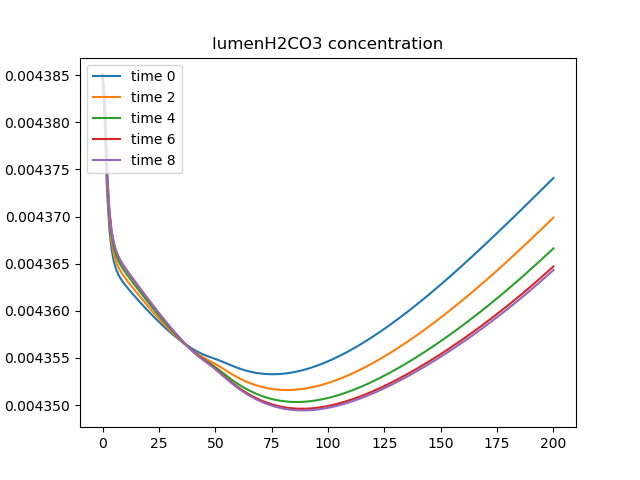 lumenH2CO3 concentration
0.004385
0.004380
0.004375
0.004370
0.004365
0.004360
0.004355
0.004350
time 0
time 2
time 4
time 6
time 8
0 25 50 75 100 125 150 175 200